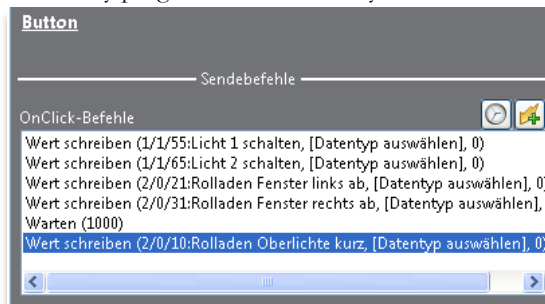 Button
Sendebefehle
OnClick-Befehle
Wert schreiben (1/1/55:Licht 1 schalten, [Datentyp auswählen], 0)
Wert schreiben (1/1/65:Licht 2 schalten, [Datentyp auswählen], 0)
Wert schreiben (2/0/21:Rolladen Fenster links ab, [Datentyp auswählen], 0)
Wert schreiben (2/0/31:Rolladen Fenster rechts ab, [Datentyp auswählen],
Warten (1000)
Wert schreiben (2/0/10:Rolladen Oberlichte kurz, [Datentyp auswählen], 0)